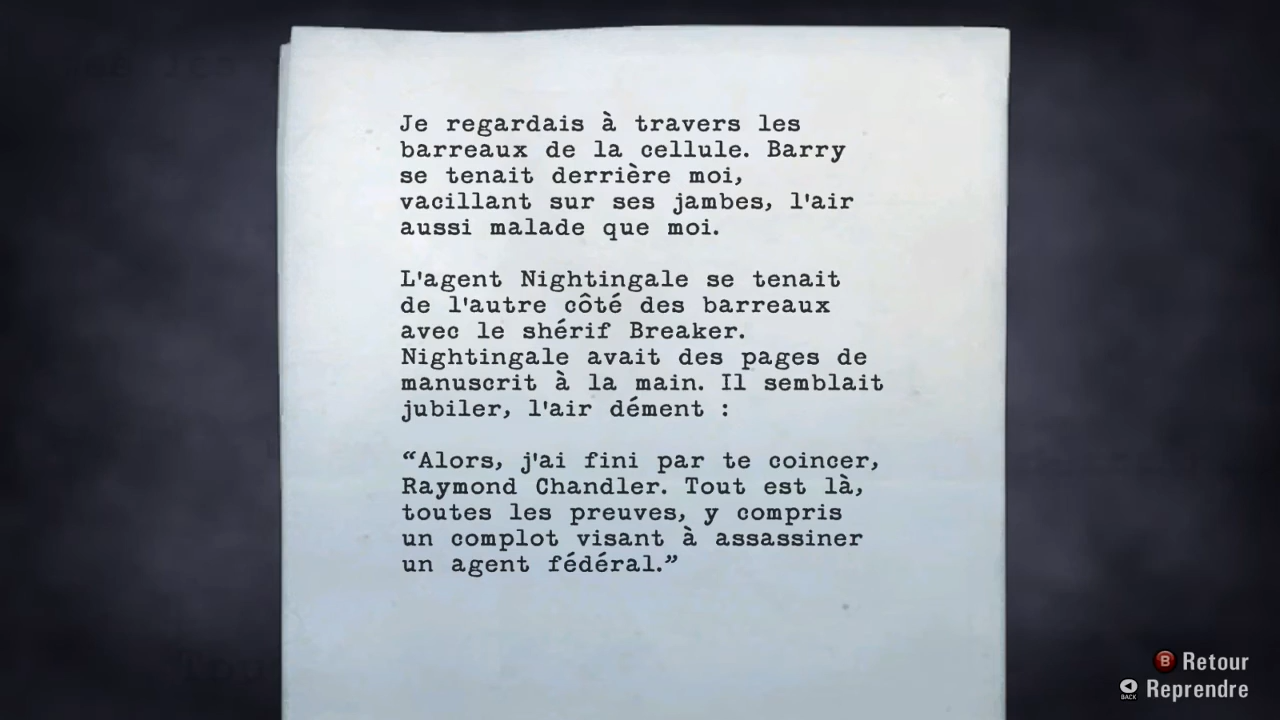 Je regardais à travers les
barreaux de la cellule. Barry
se tenait derrière moi,
vacillant sur ses jambes, l'air
aussi malade que moi.
L'agent Nightingale se tenait
de l'autre côté des barreaux
avec le shérif Breaker.
Nightingale avait des pages de
manuscrit à la main. Il semblait
jubiler, l'air dément :
“Alors, j'ai fini par te coincer,
Raymond Chandler. Tout est là,
toutes les preuves, y compris
un complot visant à assassiner
un agent fédéral.”
B Retour
BACK Reprendre